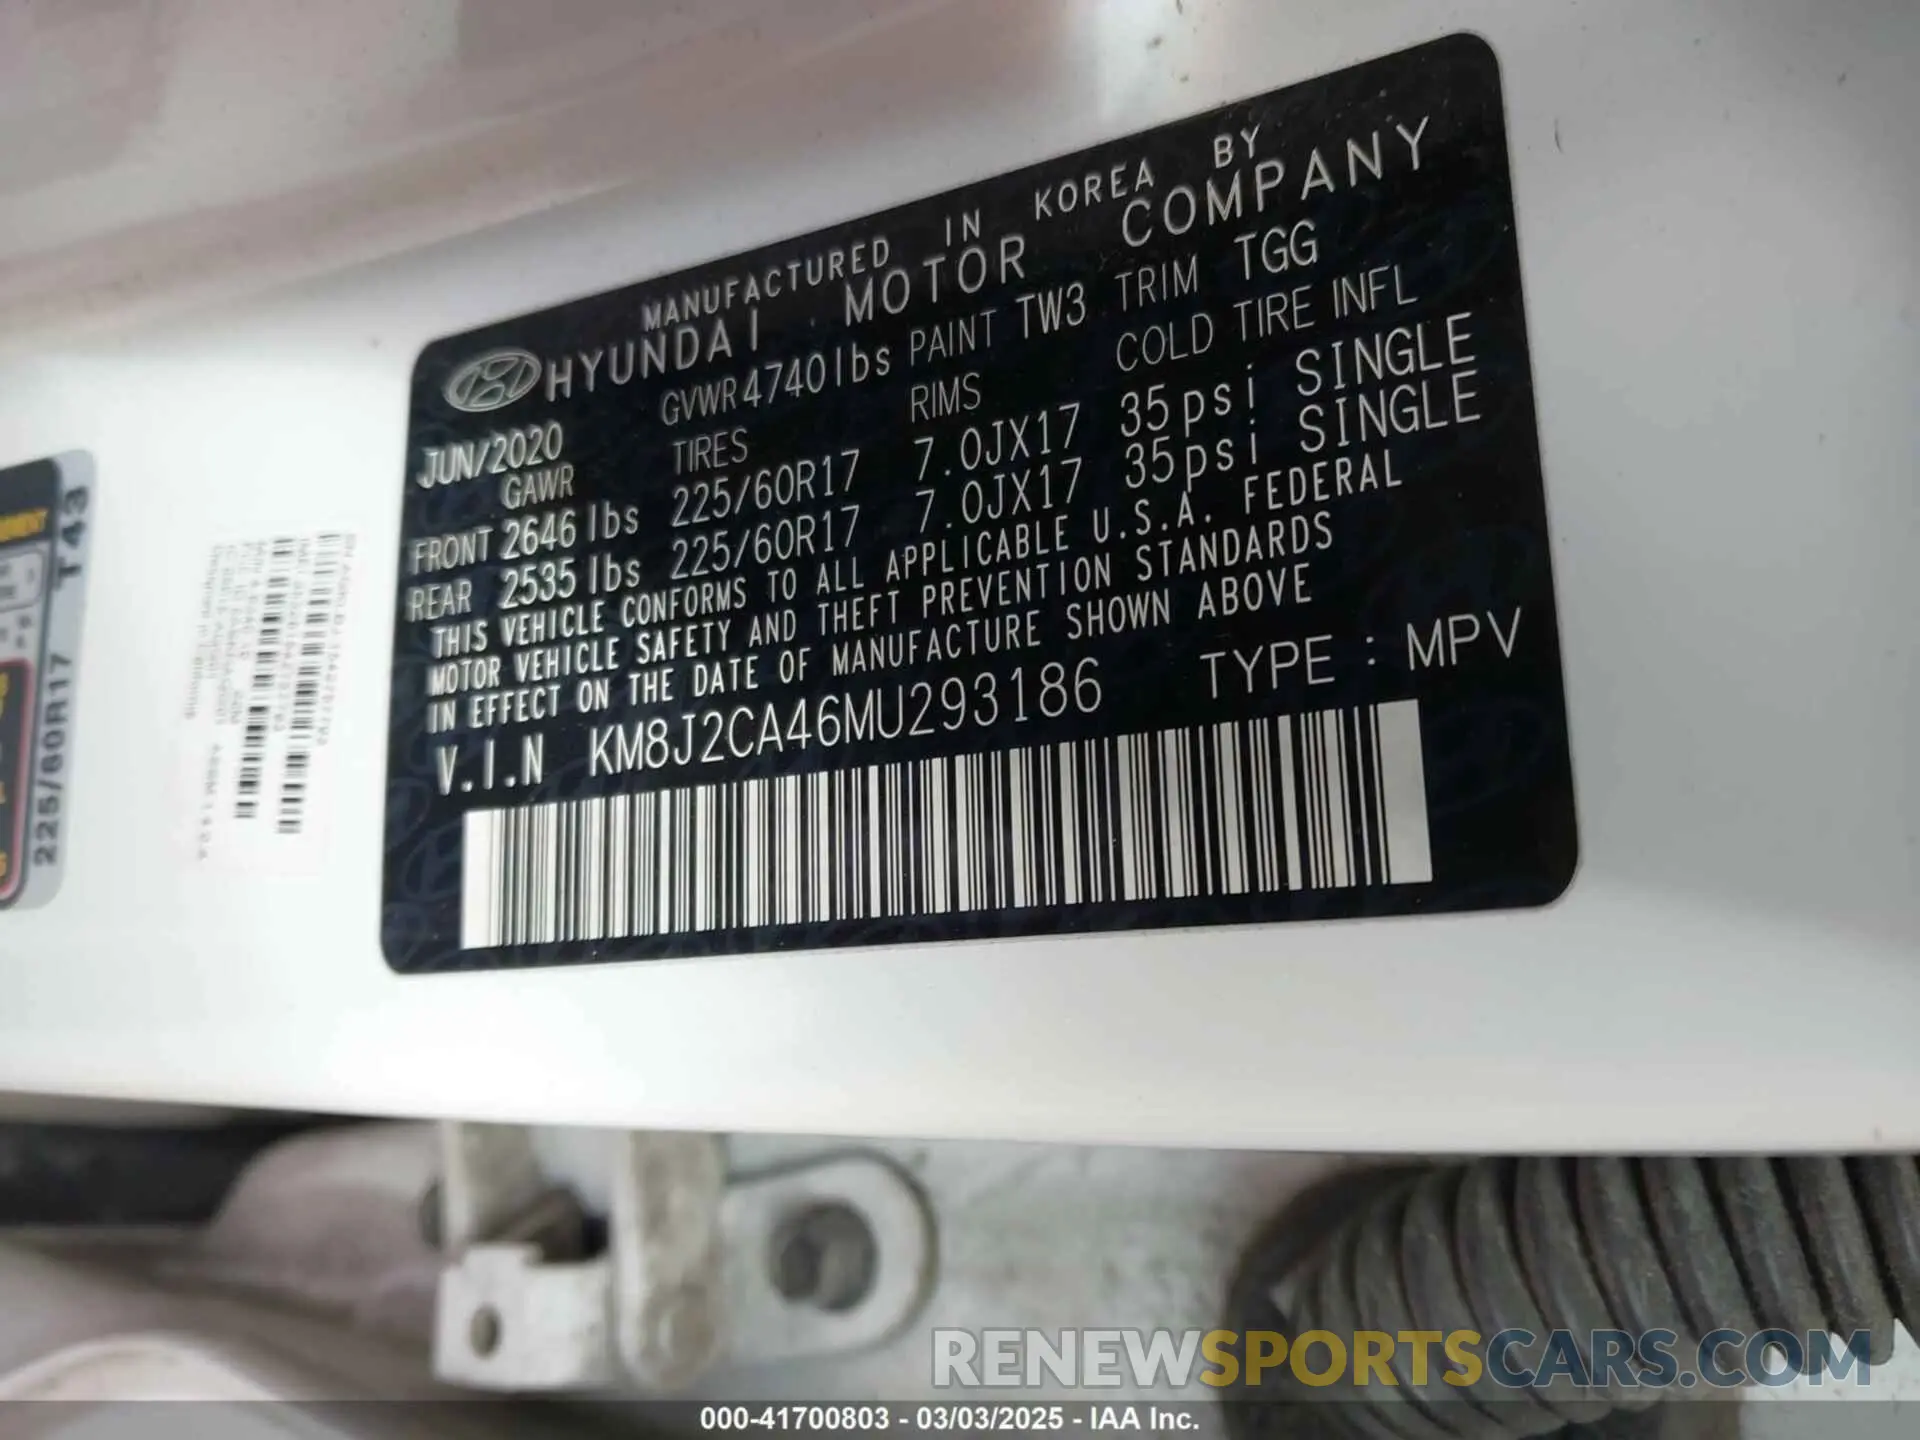 MANUFACTURED IN KOREA BY
HYUNDAI MOTOR COMPANY
JUN/2020 GVWR 4740 lbs PAINT TW3 TRIM TGG
GAWR TIRES RIMS COLD TIRE INFL
FRONT 2646 lbs 225/60R17 7.0JX17 35psi SINGLE
REAR 2535 lbs 225/60R17 7.0JX17 35psi SINGLE
THIS VEHICLE CONFORMS TO ALL APPLICABLE U.S.A. FEDERAL
MOTOR VEHICLE SAFETY AND THEFT PREVENTION STANDARDS
IN EFFECT ON THE DATE OF MANUFACTURE SHOWN ABOVE
V.I.N KM8J2CA46MU293186 TYPE : MPV
225/60R17 T43
RENEWSPORTSCARS.COM
000-41700803 - 03/03/2025 - IAA Inc.